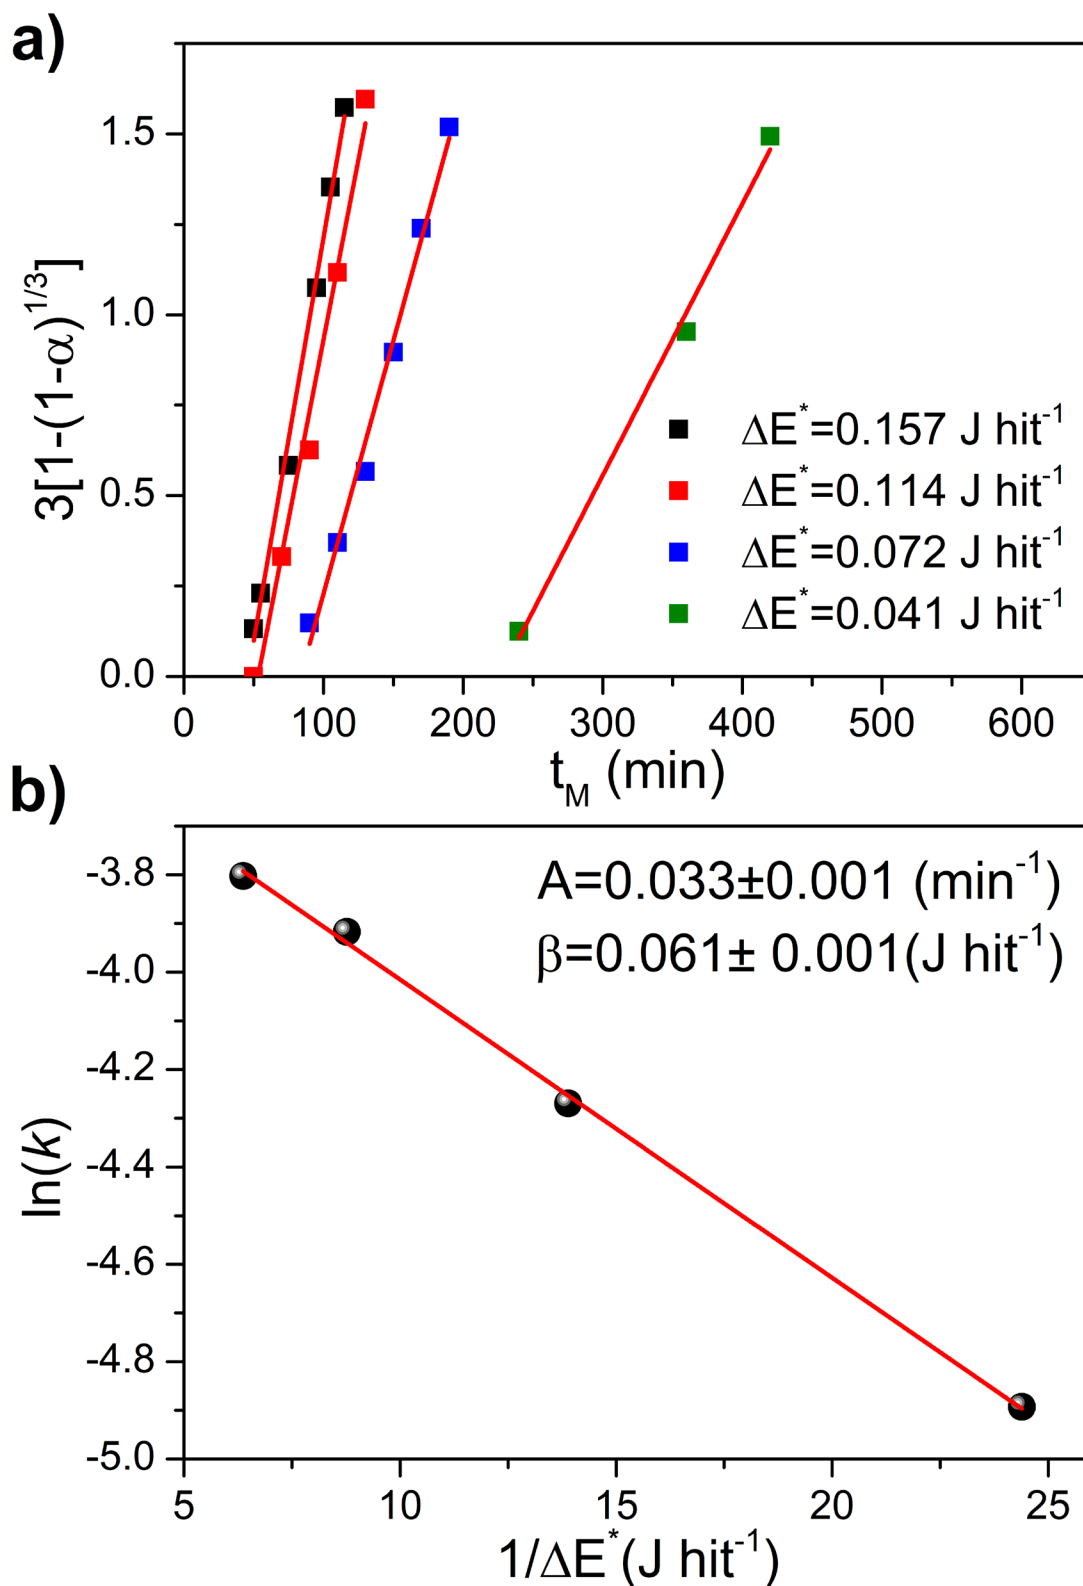 a)
3[1-(1-α)^1/3]
1.5
1.0
0.5
0.0
ΔE*=0.157 J hit-1
ΔE*=0.114 J hit-1
ΔE*=0.072 J hit-1
ΔE*=0.041 J hit-1
0 100 200 300 400 500 600
tM (min)
b)
ln(k)
-3.8
-4.0
-4.2
-4.4
-4.6
-4.8
-5.0
A=0.033±0.001 (min-1)
β=0.061± 0.001(J hit-1)
5 10 15 20 25
1/ΔE*(J hit-1)